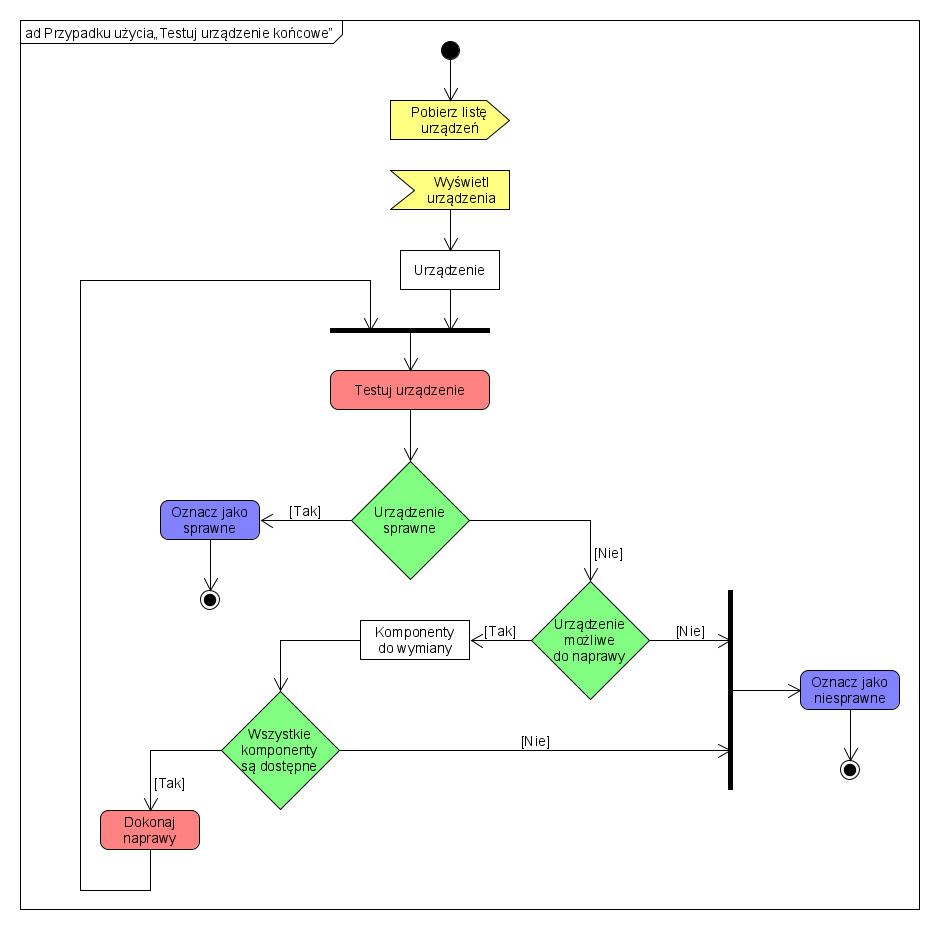 ad Przypadku użycia„Testuj urządzenie końcowe”
Pobierz listę
urządzeń
Wyświetl
urządzenia
Urządzenie
Testuj urządzenie
Oznacz jako
sprawne
[Tak]
Urządzenie
sprawne
[Nie]
Komponenty
do wymiany
[Tak]
Urządzenie
możliwe
do naprawy
[Nie]
Oznacz jako
niesprawne
Wszystkie
komponenty
są dostępne
[Nie]
[Tak]
Dokonaj
naprawy